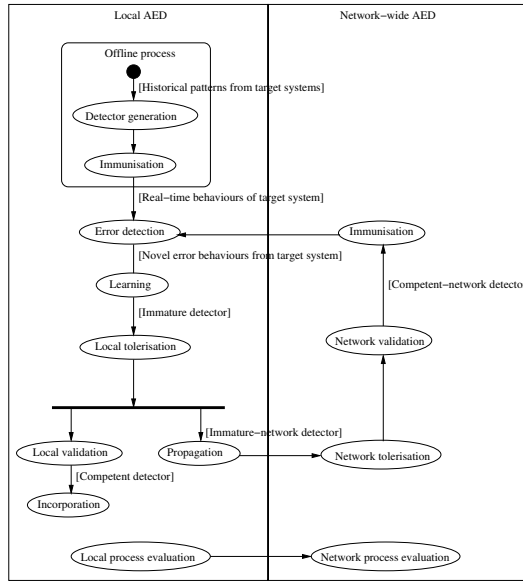 Local AED
Network-wide AED
Offline process
[Historical patterns from target systems]
Detector generation
Immunisation
[Real-time behaviours of target system]
Error detection
Immunisation
[Novel error behaviours from target system]
Learning
[Competent-network detecto
[Immature detector]
Local tolerisation
Network validation
[Immature-network detector]
Local validation
Propagation
Network tolerisation
[Competent detector]
Incorporation
Local process evaluation
Network process evaluation